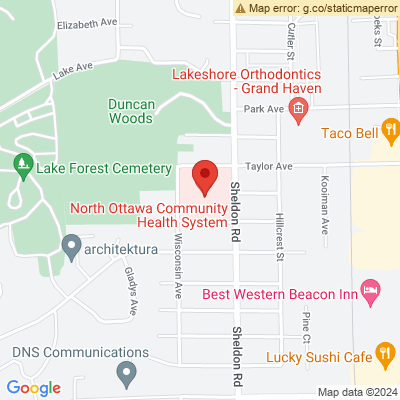 Map error: g.co/staticmaperror
Elizabeth Ave
Cutler St
Lake Ave
Lakeshore Orthodontics
- Grand Haven
Duncan
Woods
Park Ave
Taco Bell
Lake Forest Cemetery
Taylor Ave
Kooiman Ave
Sheldon Rd
North Ottawa Community
Health System
Hillcrest St
Wisconsin Ave
architektura
Gladys Ave
Best Western Beacon Inn
Pine Ct
Sheldon Rd
DNS Communications
Lucky Sushi Cafe
Google
Map data ©2024